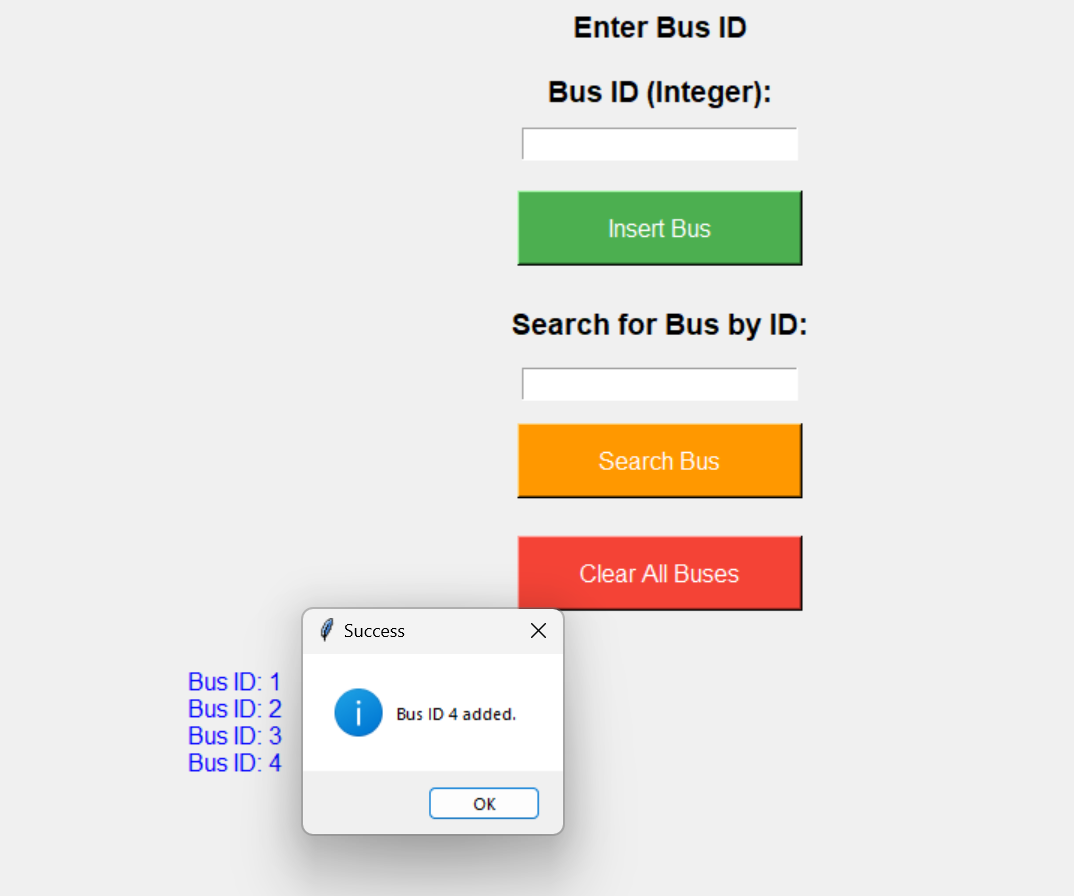 Enter Bus ID
Bus ID (Integer):
Insert Bus
Search for Bus by ID:
Search Bus
Clear All Buses
Success
Bus ID: 1
Bus ID: 2
Bus ID: 3
Bus ID: 4
Bus ID 4 added.
OK